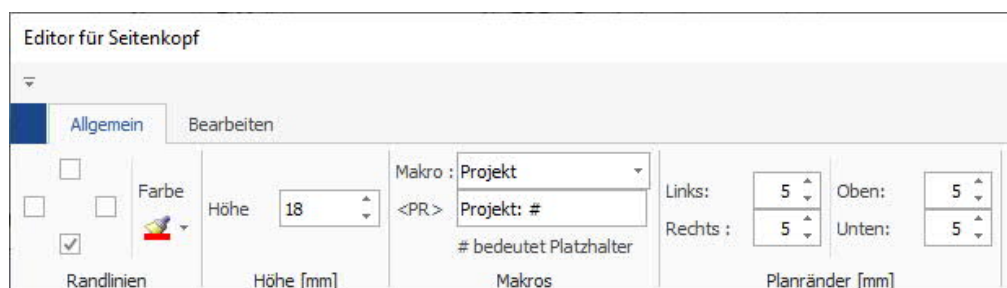 Editor für Seitenkopf
Allgemein Bearbeiten
Farbe
Randlinien
Höhe 18
Höhe [mm]
Makro : Projekt
<PR> Projekt: #
# bedeutet Platzhalter
Makros
Links: 5 Oben: 5
Rechts : 5 Unten: 5
Planränder [mm]